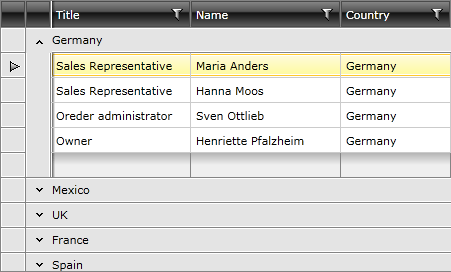 Title Name Country
Germany
Sales Representative Maria Anders Germany
Sales Representative Hanna Moos Germany
Oreder administrator Sven Ottlieb Germany
Owner Henriette Pfalzheim Germany
Mexico
UK
France
Spain